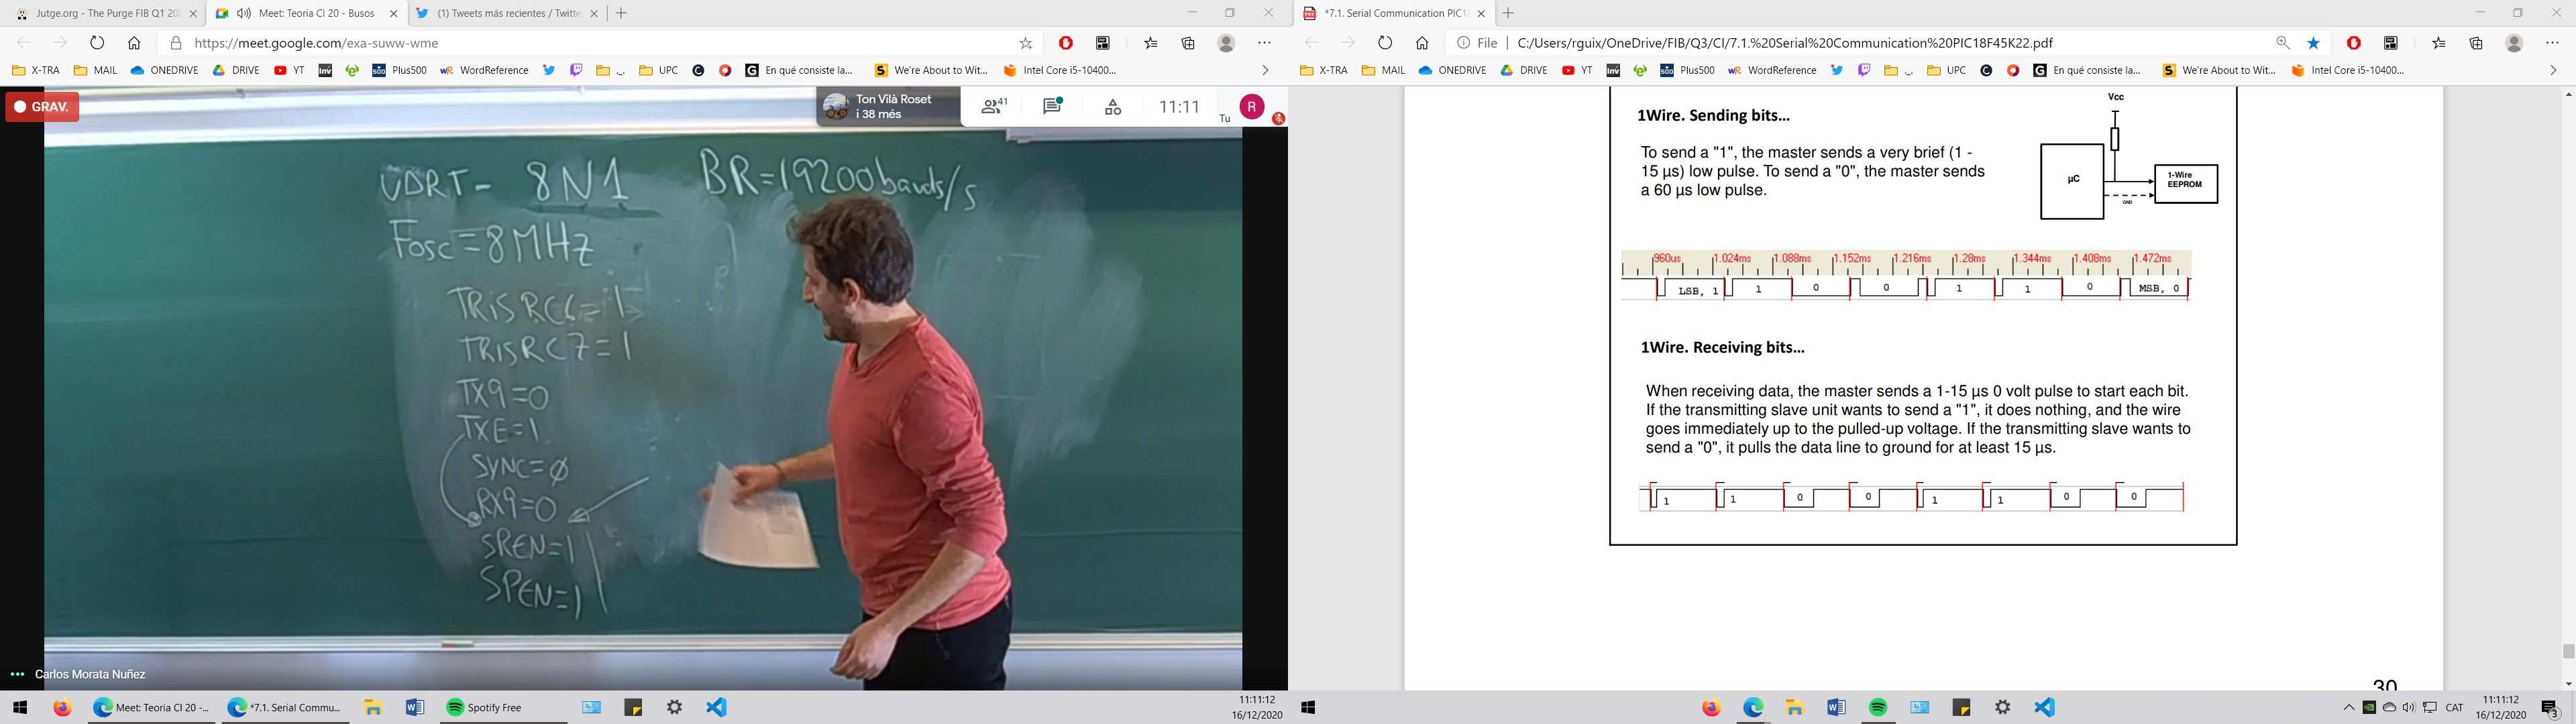 Jutge.org - The Purge FIB Q1 20
Meet: Teoria CI 20 - Busos
(1) Tweets más recientes / Twitte
https://meet.google.com/exa-suww-wme
X-TRA MAIL ONEDRIVE DRIVE YT Inv Plus500 WordReference UPC En qué consiste la... We're About to Wit... Intel Core i5-10400...
GRAV.
Ton Vilà Roset
i 38 més
41
11:11
Tu
R
UDRT- 8N1 BR=19200bauds/s
Fosc=8MHz
TRISRC6=1
TRISRC7=1
TX9=0
TXE=1
SYNC=∅
RX9=0
SREN=1
SPEN=1
Carlos Morata Nuñez
Meet: Teoria CI 20 -...
*7.1. Serial Commu...
Spotify Free
11:11:12
16/12/2020
*7.1. Serial Communication PIC18
File C:/Users/rguix/OneDrive/FIB/Q3/CI/7.1.%20Serial%20Communication%20PIC18F45K22.pdf
X-TRA MAIL ONEDRIVE DRIVE YT Inv Plus500 WordReference UPC En qué consiste la... We're About to Wit... Intel Core i5-10400...
1Wire. Sending bits...
To send a "1", the master sends a very brief (1 -
15 µs) low pulse. To send a "0", the master sends
a 60 µs low pulse.
Vcc
µC
1-Wire
EEPROM
GND
960us 1.024ms 1.088ms 1.152ms 1.216ms 1.28ms 1.344ms 1.408ms 1.472ms
LSB, 1 1 0 0 1 1 0 MSB, 0
1Wire. Receiving bits...
When receiving data, the master sends a 1-15 µs 0 volt pulse to start each bit.
If the transmitting slave unit wants to send a "1", it does nothing, and the wire
goes immediately up to the pulled-up voltage. If the transmitting slave wants to
send a "0", it pulls the data line to ground for at least 15 µs.
1 1 0 0 1 1 0 0
30
CAT
11:11:12
16/12/2020
3